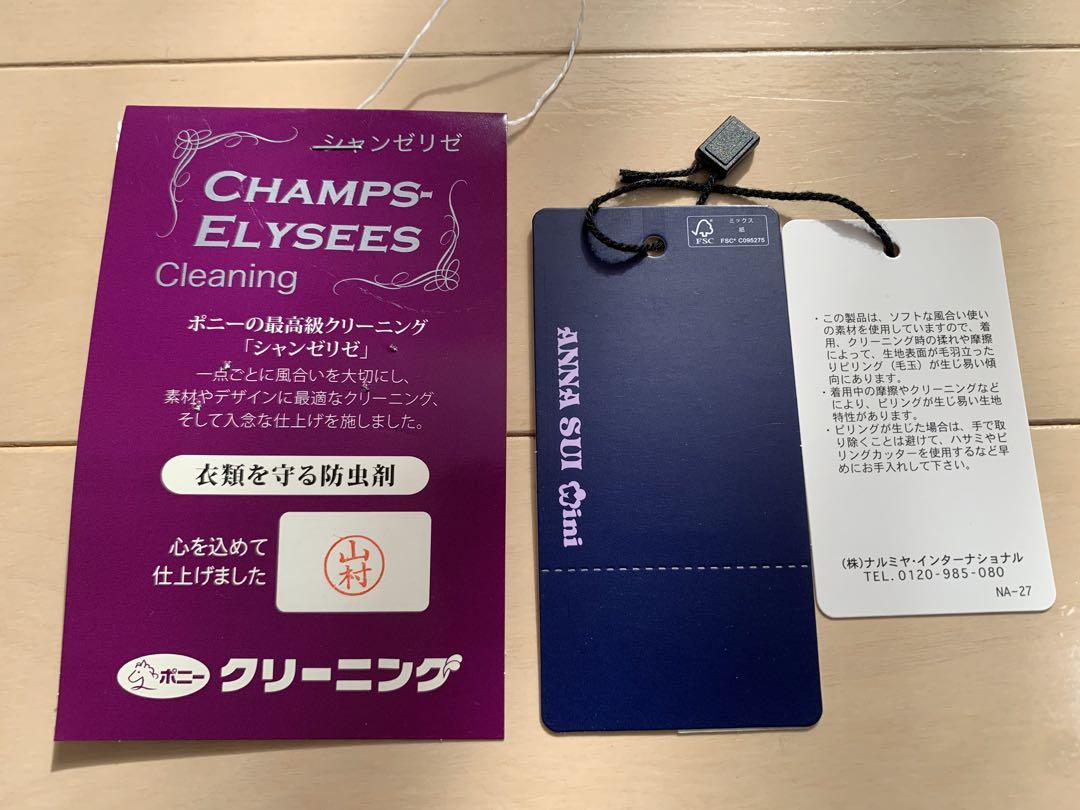 シャンゼリゼ
CHAMPS-
ELYSEES
Cleaning
ポニーの最高級クリーニング
「シャンゼリゼ」
一点ごとに風合いを大切にし、
素材やデザインに最適なクリーニング、
そして入念な仕上げを施しました。
衣類を守る防虫剤
心を込めて
仕上げました
山村
ポニー クリーニング
ミックス
紙
FSC
FSC® C095275
ANNA SUI mini
・この製品は、ソフトな風合い使い
の素材を使用していますので、着
用、クリーニング時の揉れや摩擦
によって、生地表面が毛羽立った
りピリング（毛玉）が生じ易い傾
向にあります。
・着用中の摩擦やクリーニングなど
により、ピリングが生じ易い生地
特性があります。
・ピリングが生じた場合は、手で取
り除くことは避けて、ハサミやピ
リングカッターを使用するなど早
めにお手入れして下さい。
(株)ナルミヤ・インターナショナル
TEL. 0120-985-080
NA-27